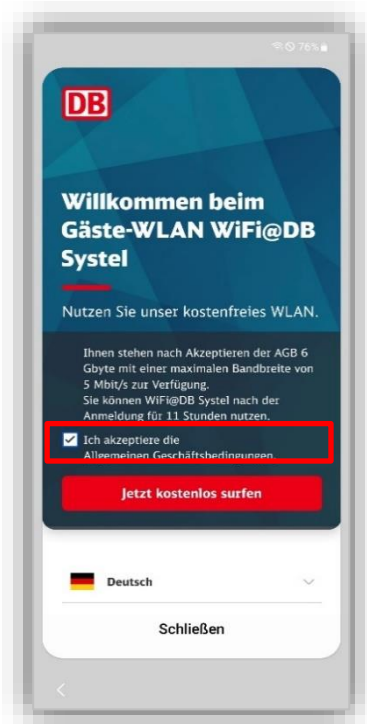 76%
DB
Willkommen beim
Gäste-WLAN WiFi@DB
Systel
Nutzen Sie unser kostenfreies WLAN.
Ihnen stehen nach Akzeptieren der AGB 6
Gbyte mit einer maximalen Bandbreite von
5 Mbit/s zur Verfügung.
Sie können WiFi@DB Systel nach der
Anmeldung für 11 Stunden nutzen.
Ich akzeptiere die
Allgemeinen Geschäftsbedingungen.
Jetzt kostenlos surfen
Deutsch
Schließen